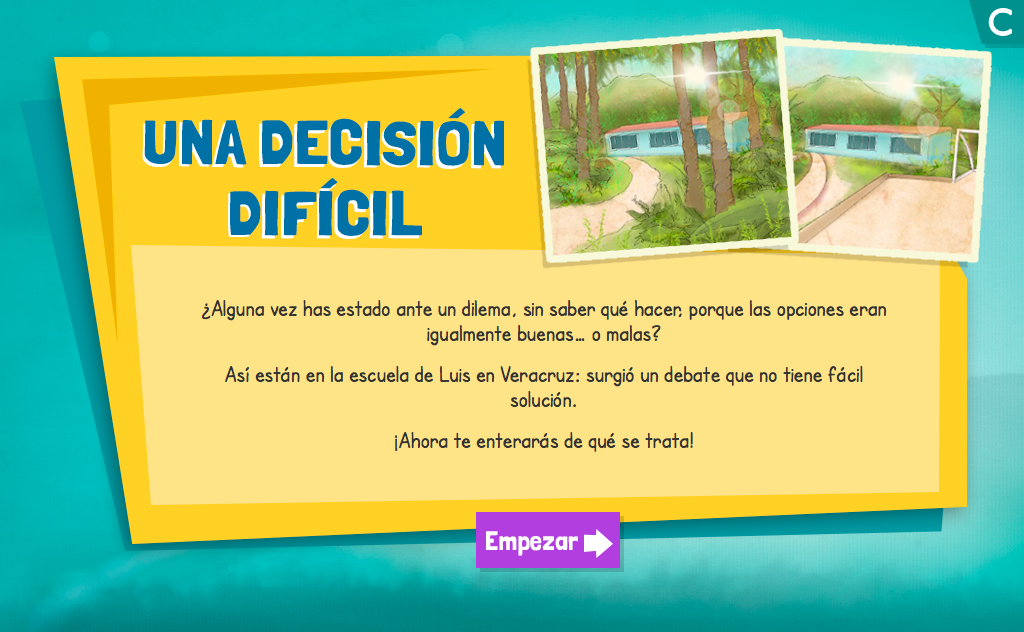 C
UNA DECISIÓN
DIFÍCIL
¿Alguna vez has estado ante un dilema, sin saber qué hacer, porque las opciones eran
igualmente buenas... o malas?
Así están en la escuela de Luis en Veracruz: surgió un debate que no tiene fácil
solución.
¡Ahora te enterarás de qué se trata!
Empezar